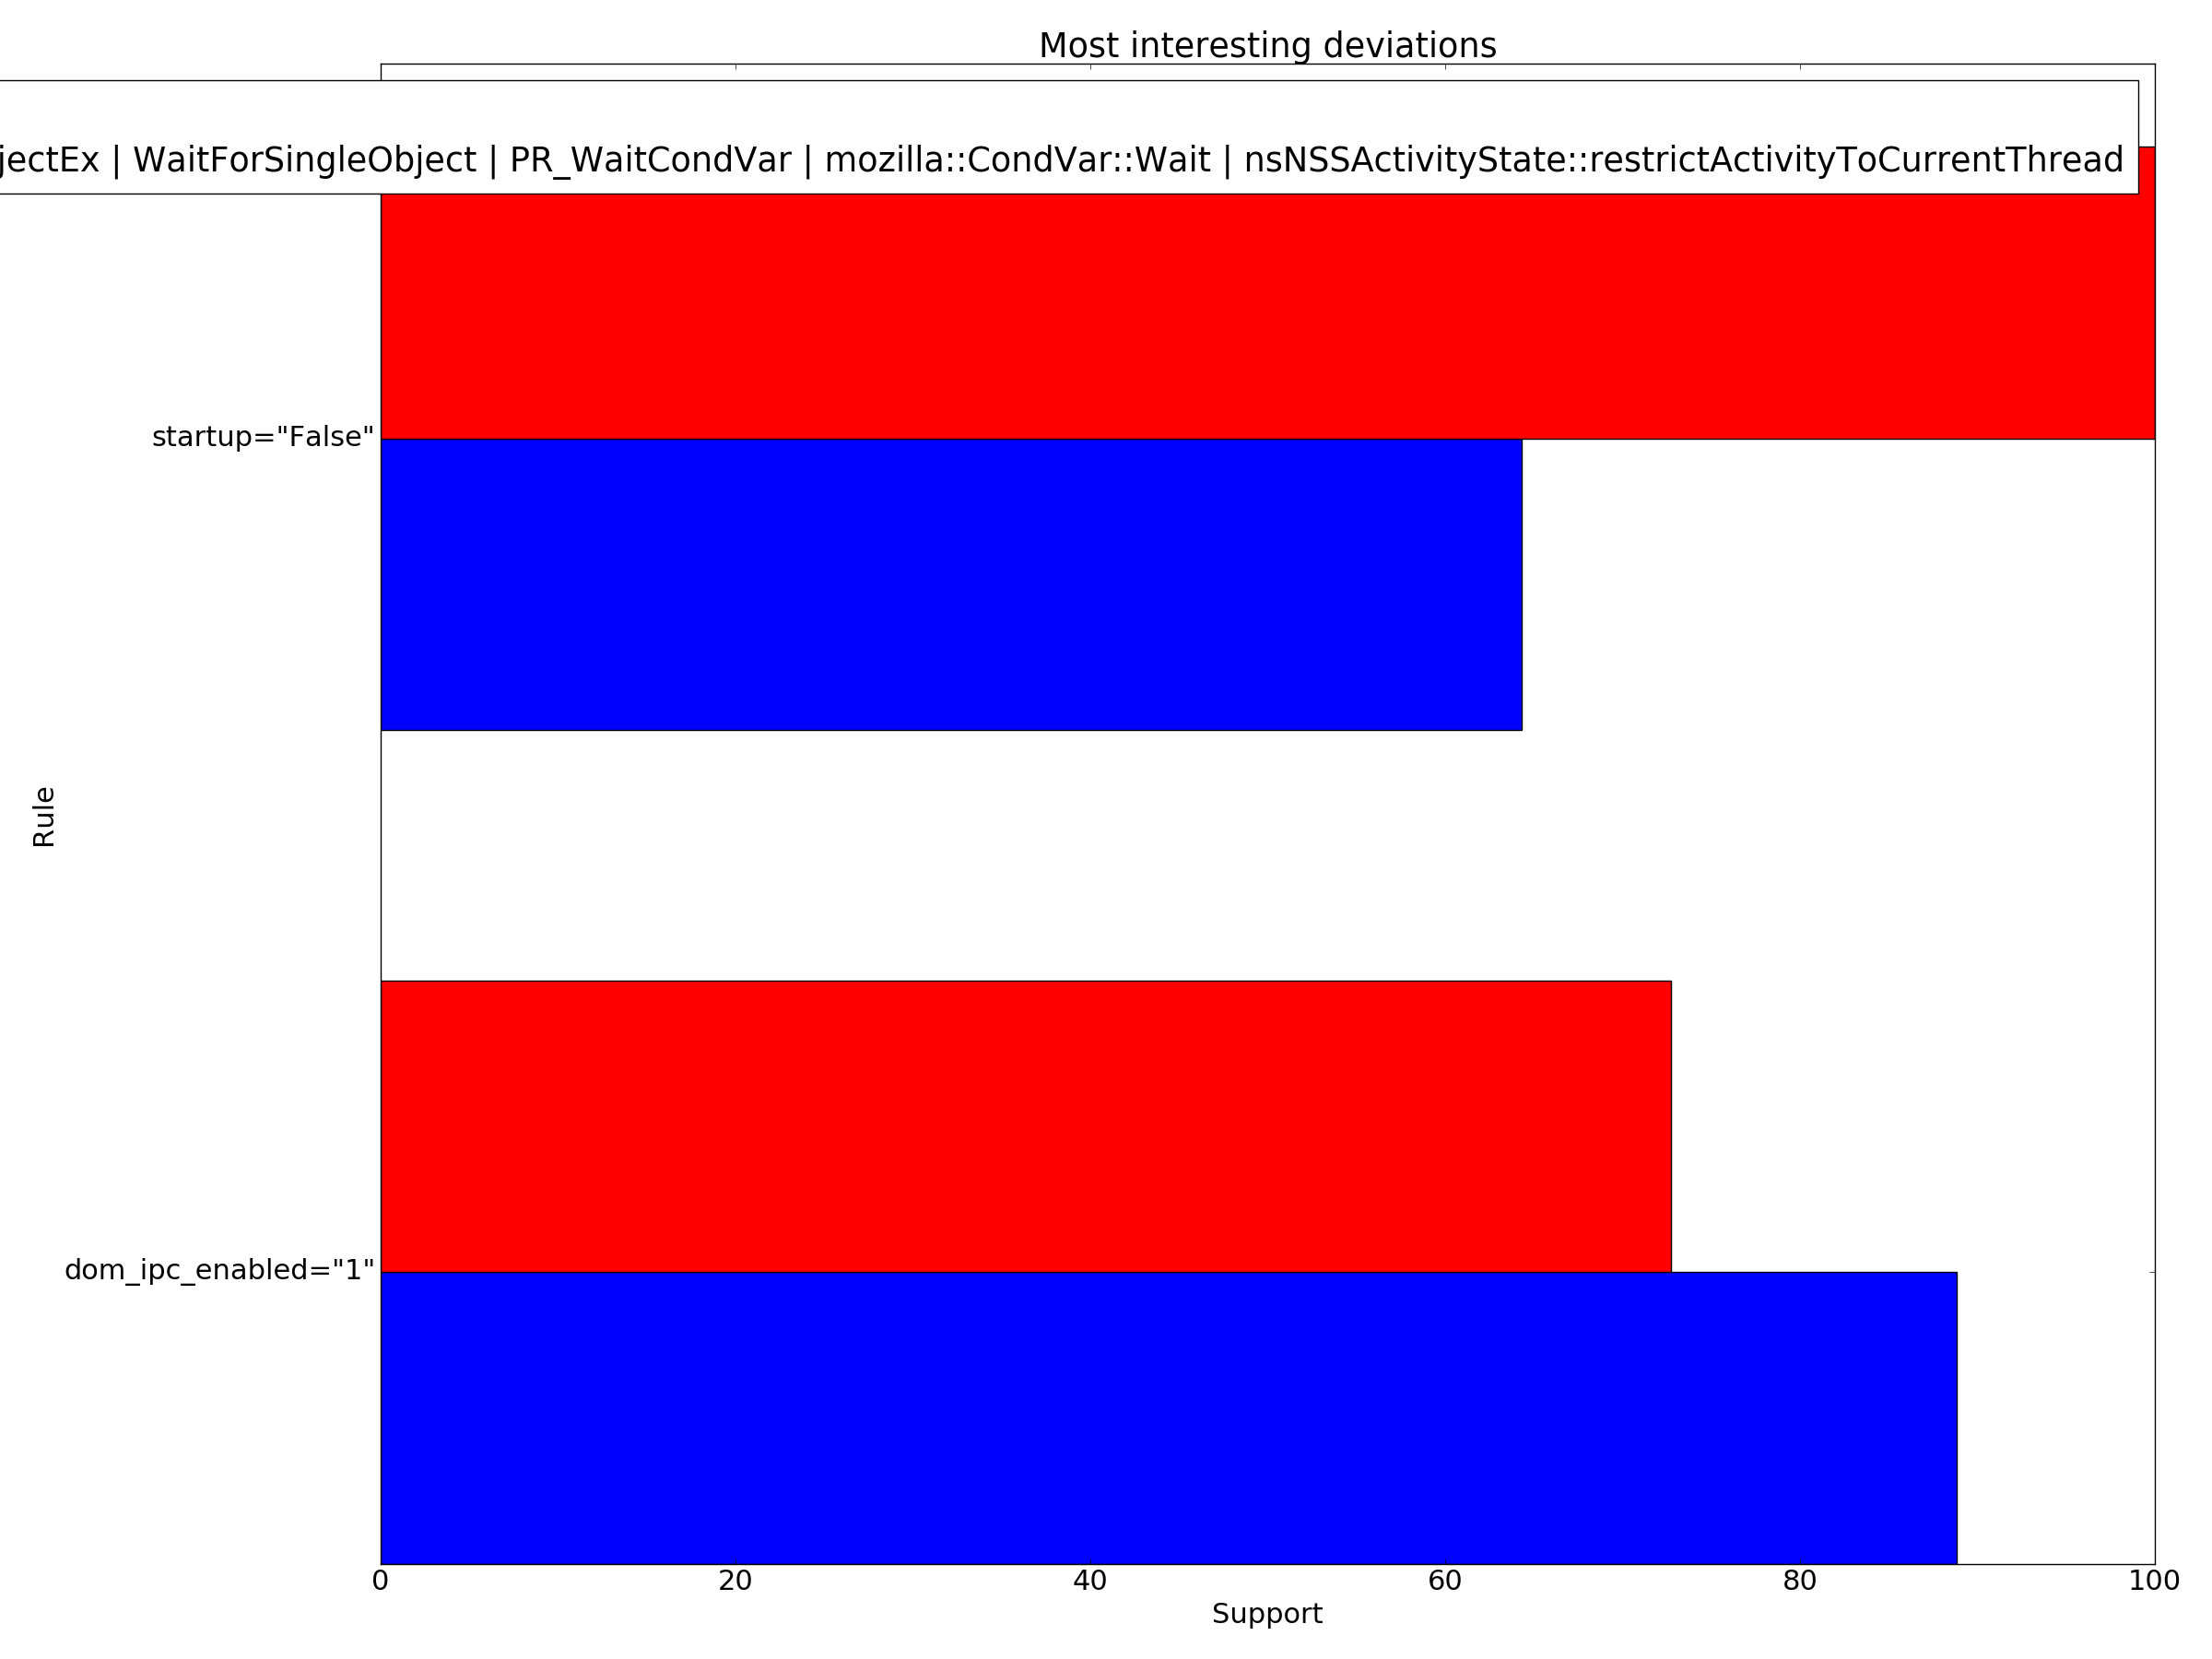 Most interesting deviations
jectEx | WaitForSingleObject | PR_WaitCondVar | mozilla::CondVar::Wait | nsNSSActivityState::restrictActivityToCurrentThread
startup="False"
Rule
dom_ipc_enabled="1"
0 20 40 60 80 100
Support